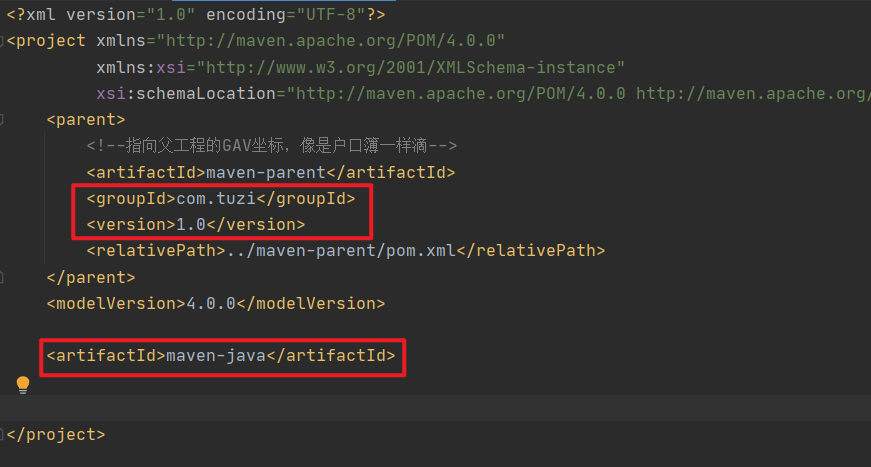 <?xml version="1.0" encoding="UTF-8"?>
<project xmlns="http://maven.apache.org/POM/4.0.0"
xmlns:xsi="http://www.w3.org/2001/XMLSchema-instance"
xsi:schemaLocation="http://maven.apache.org/POM/4.0.0 http://maven.apache.org/
<parent>
<!--指向父工程的GAV坐标，像是户口簿一样滴-->
<artifactId>maven-parent</artifactId>
<groupId>com.tuzi</groupId>
<version>1.0</version>
<relativePath>../maven-parent/pom.xml</relativePath>
</parent>
<modelVersion>4.0.0</modelVersion>
<artifactId>maven-java</artifactId>
</project>